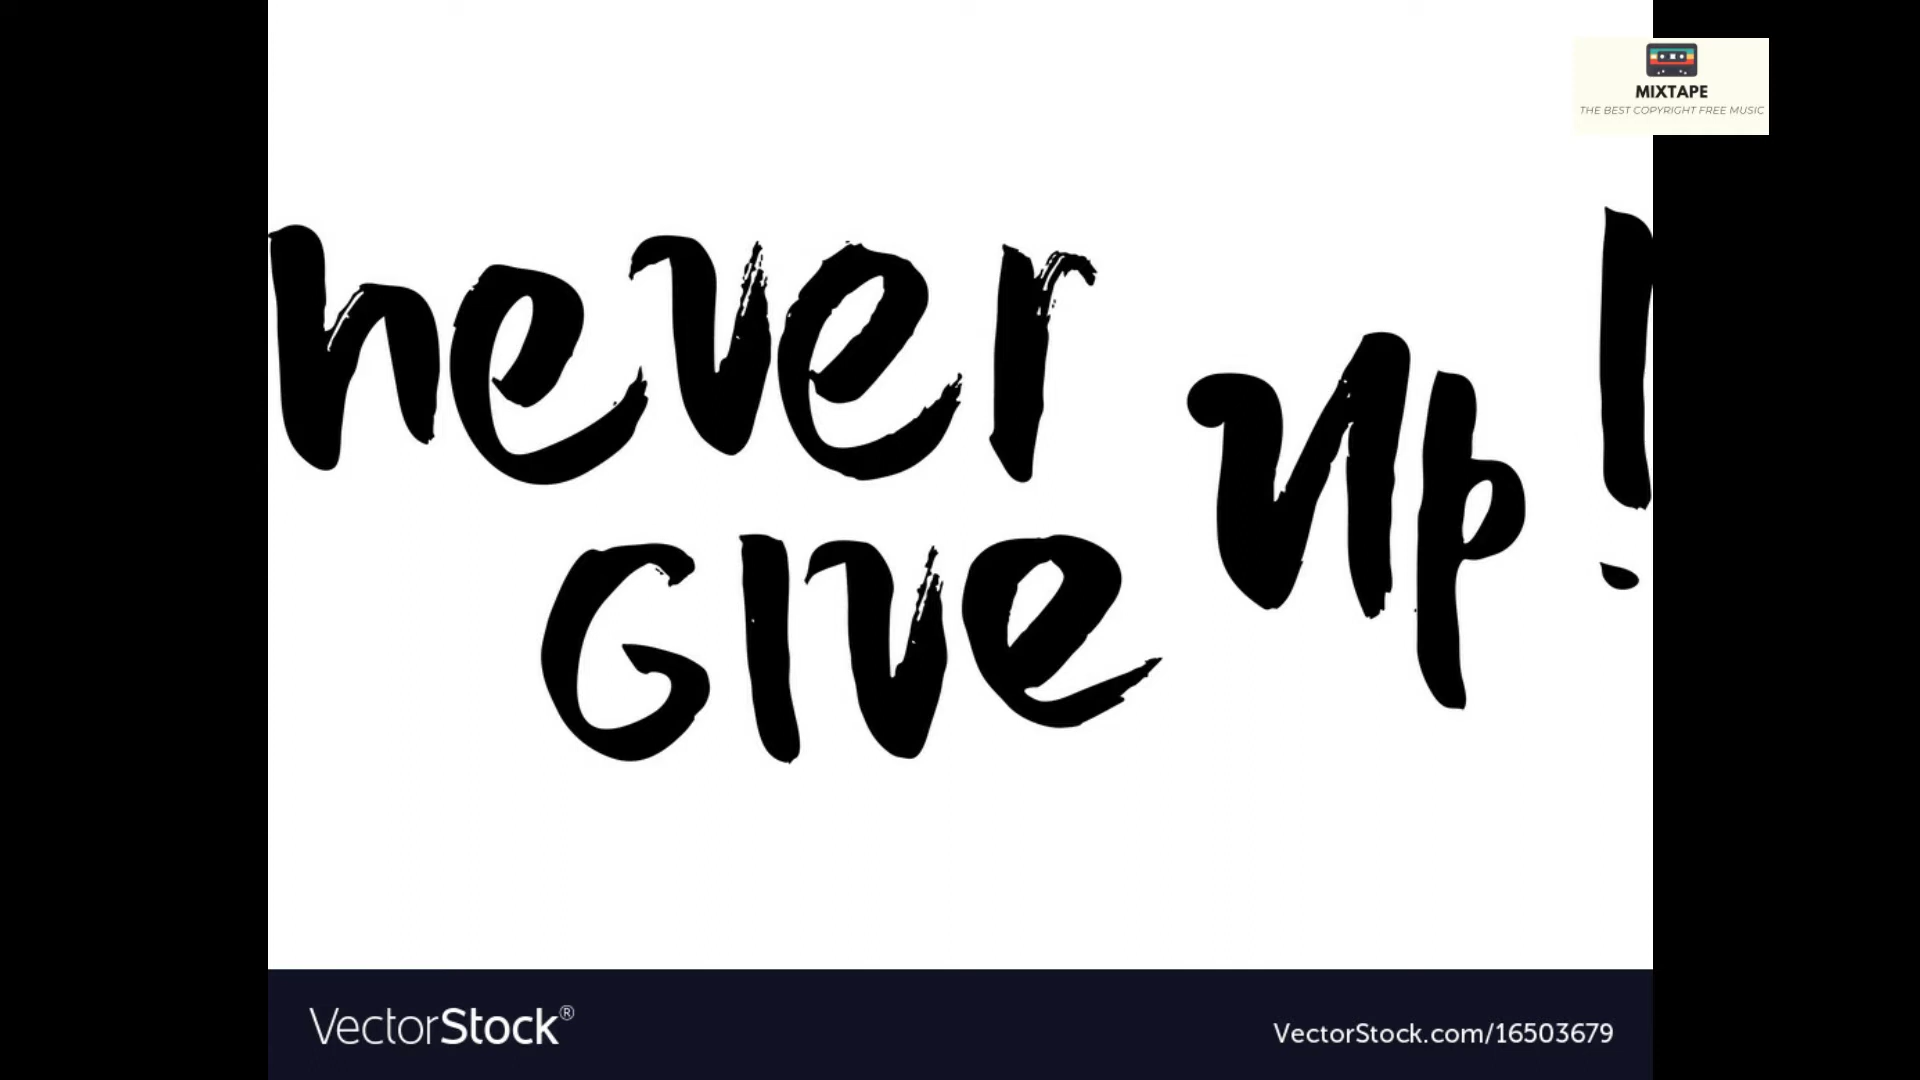 MIXTAPE
THE BEST COPYRIGHT FREE MUSIC
never
Give up!
VectorStock®
VectorStock.com/16503679